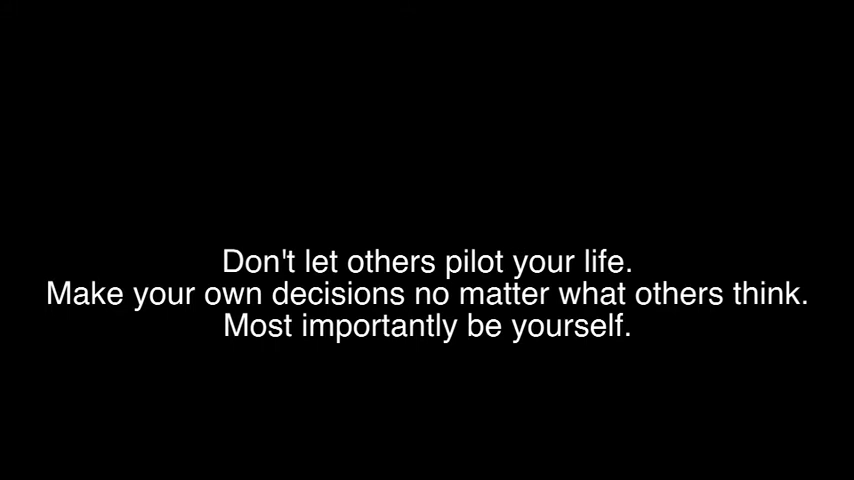 Don't let others pilot your life.
Make your own decisions no matter what others think.
Most importantly be yourself.